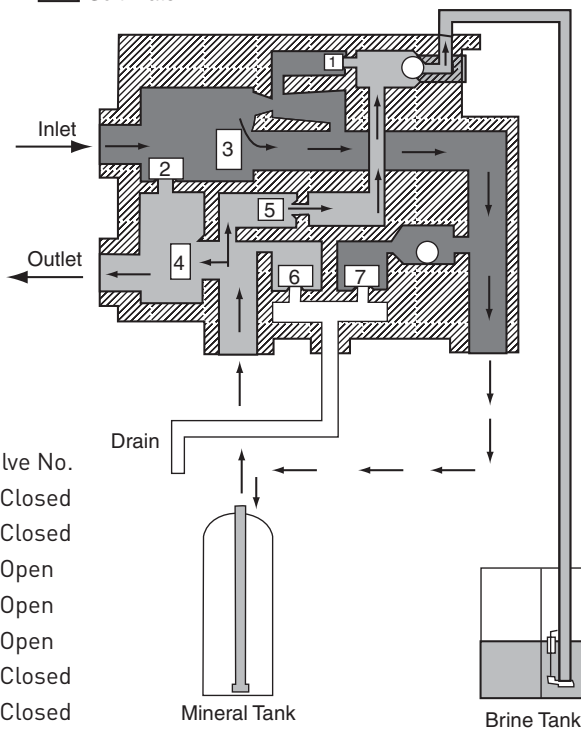 1
Inlet
3
2
5
Outlet
4
6
7
Drain
lve No.
Closed
Closed
Open
Open
Open
Closed
Closed
Mineral Tank
Brine Tank